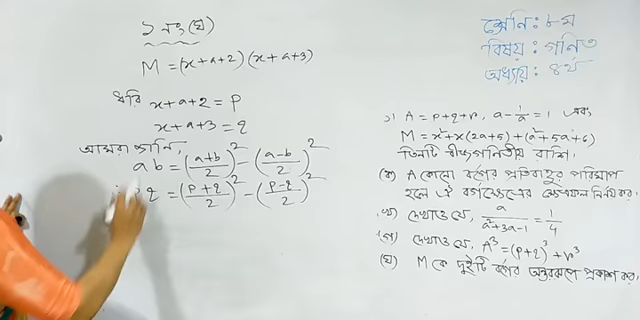 ১ নং (ঘ)
M = (x+a+2) (x+a+3)
ধরি x+a+2 = p
x+a+3 = q
আমরা জানি,
ab = (a+b/2)² - (a-b/2)²
q = (p+q/2)² - (p-q/2)²
শ্রেণি: ৮ম
বিষয়: গণিত
অধ্যায়: ৪র্থ
১) A = p+q+r, a - 1/a = 1 এবং
M = x²+x(2a+5)+(a²+5a+6)
তিনটি বীজগণিতীয় রাশি।
(ক) A কোনো বর্গের প্রতিবাহুর পরিমাপ
হলে ঐ বর্গক্ষেত্রের ক্ষেত্রফল নির্ণয় কর।
(খ) দেখাও যে, a/a²+3a-1 = 1/4
(গ) দেখাও যে, A³ = (p+q)³+r³
(ঘ) M কে দুইটি বর্গের অন্তররূপে প্রকাশ কর।